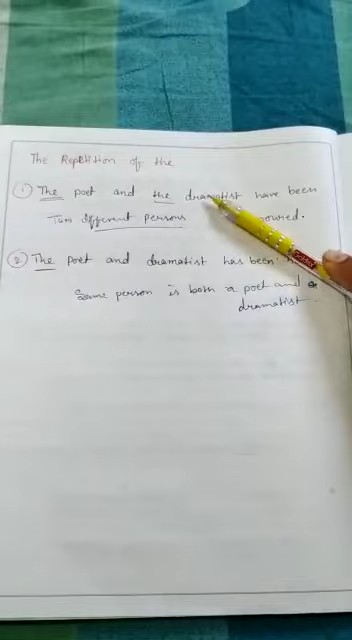 The Repetition of the
① The poet and the dramatist have been
Two different persons oured.
② The poet and dramatist has been
Same person is both a poet and a
dramatist.